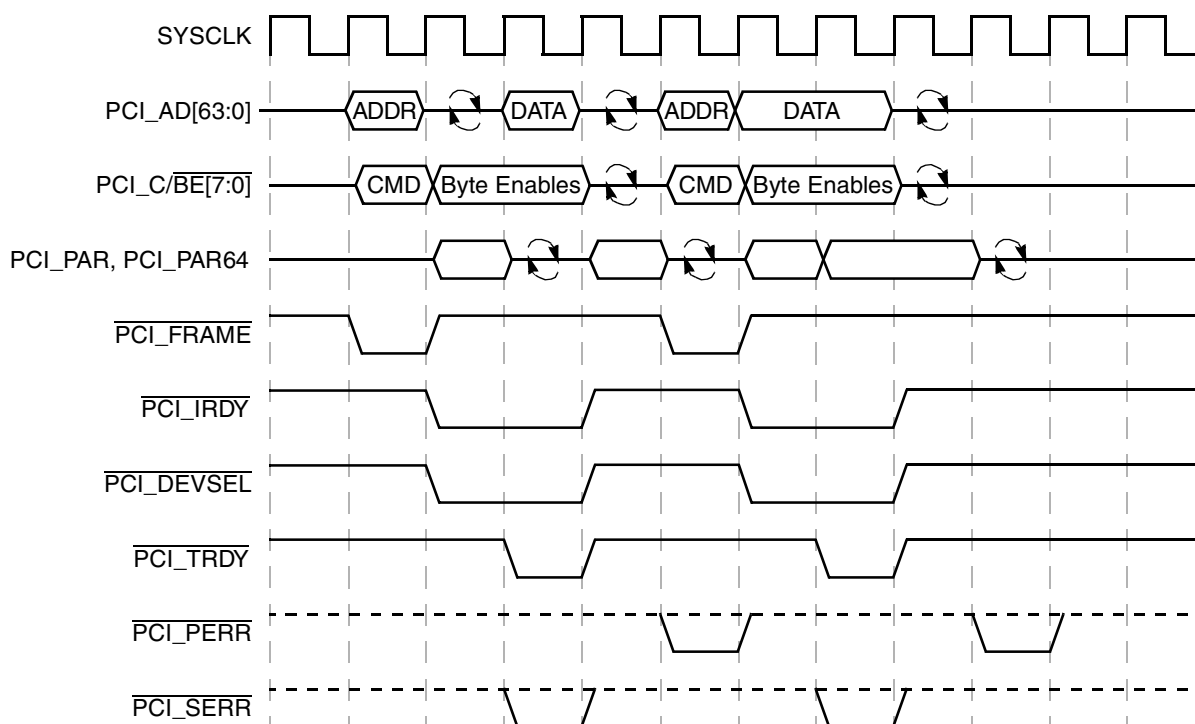 SYSCLK
PCI_AD[63:0] ADDR DATA ADDR DATA
PCI_C/BE[7:0] CMD Byte Enables CMD Byte Enables
PCI_PAR, PCI_PAR64
PCI_FRAME
PCI_IRDY
PCI_DEVSEL
PCI_TRDY
PCI_PERR
PCI_SERR